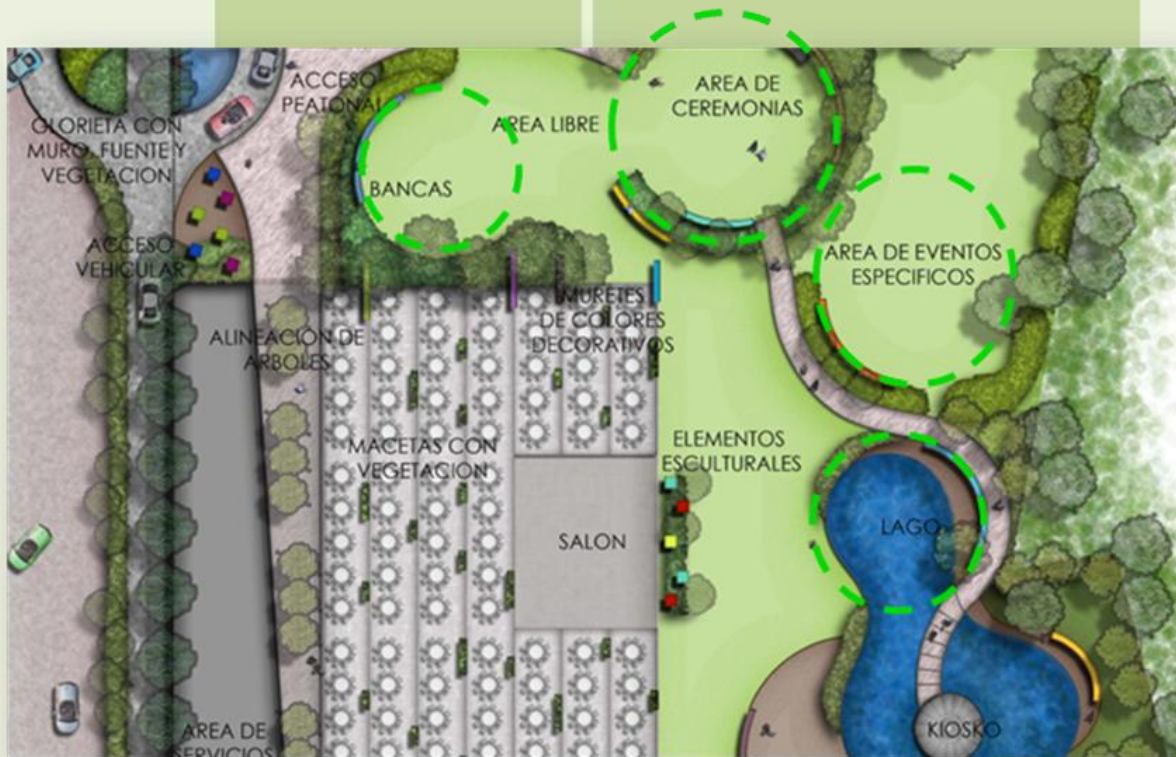 ACCESO
PEATONAL
AREA DE
CEREMONIAS
GLORIETA CON
MURO, FUENTE Y
VEGETACION
AREA LIBRE
BANCAS
ACCESO
VEHICULAR
AREA DE EVENTOS
ESPECIFICOS
MURETES
DE COLORES
DECORATIVOS
ALINEACION DE
ARBOLES
MACETAS CON
VEGETACION
ELEMENTOS
ESCULTURALES
SALON
LAGO
AREA DE
SERVICIOS
KIOSKO